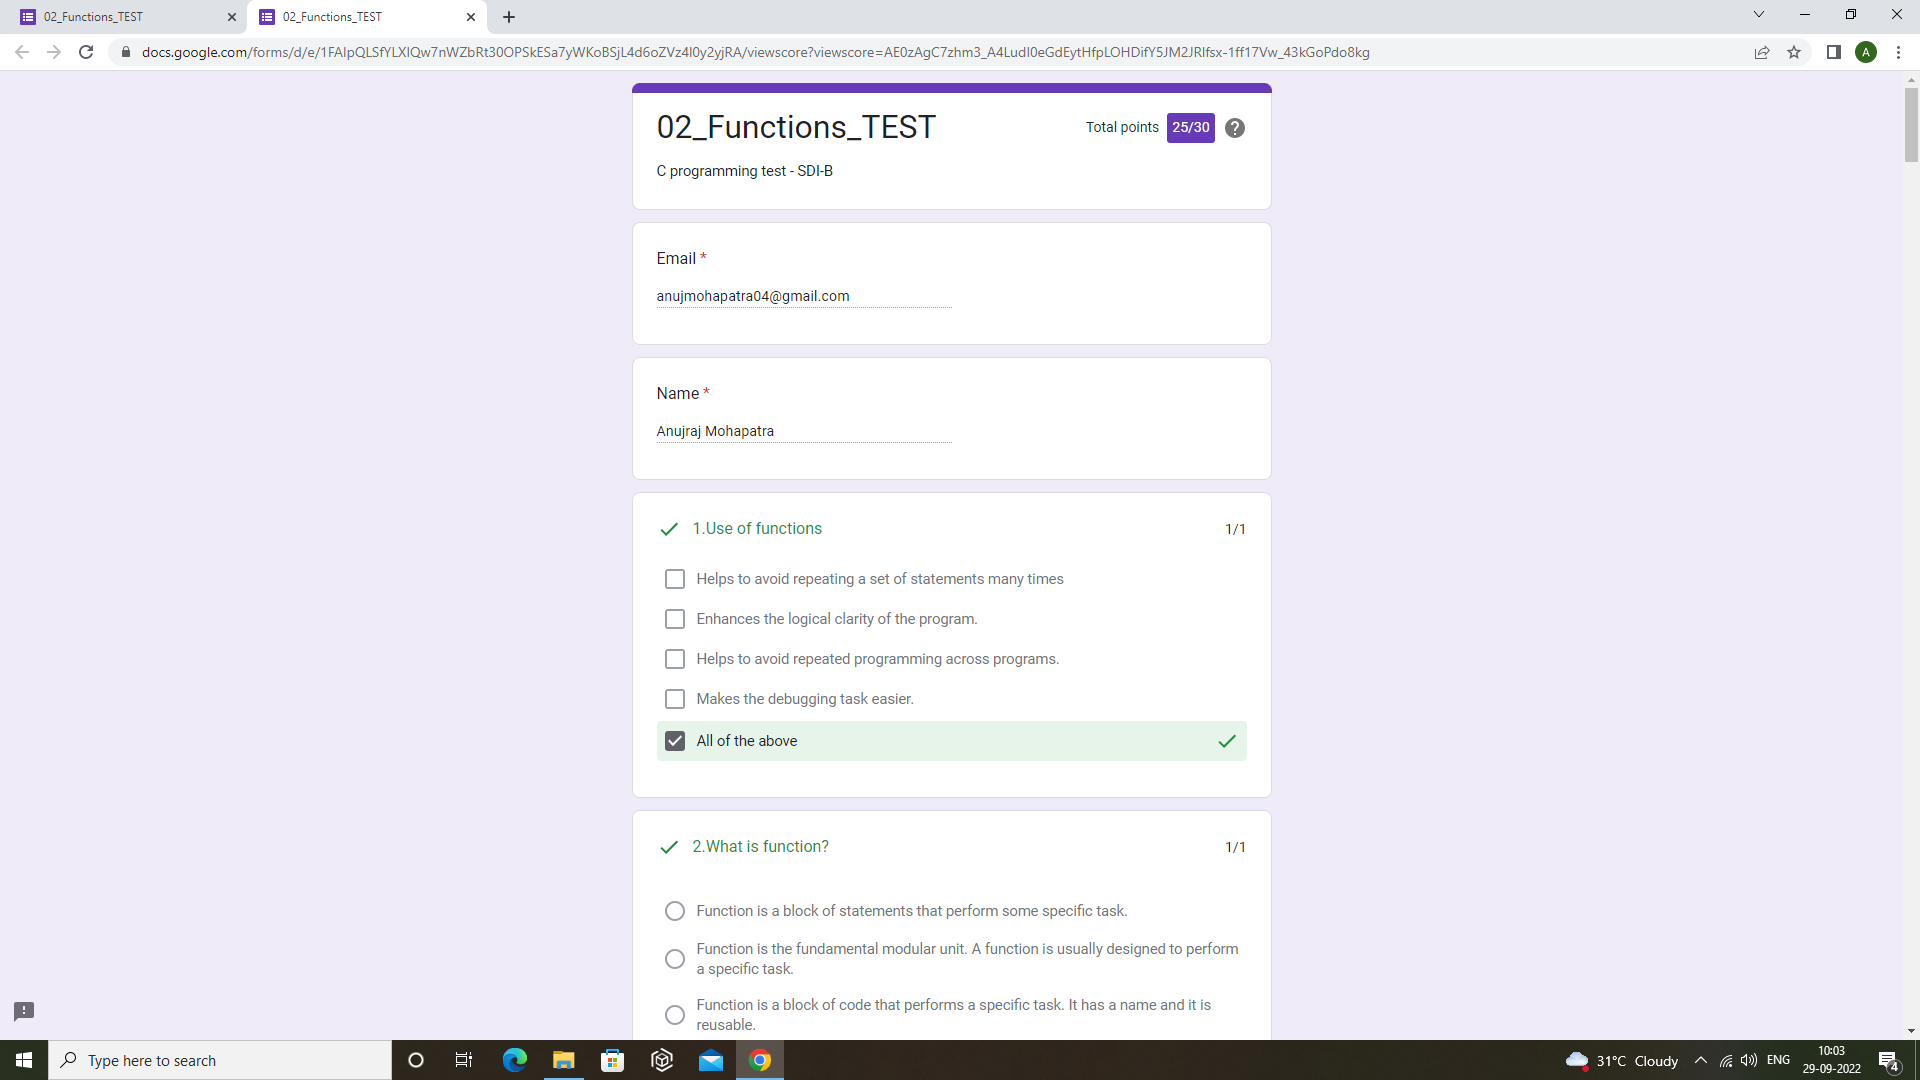 02_Functions_TEST
02_Functions_TEST
docs.google.com/forms/d/e/1FAIpQLSfYLXlQw7nWZbRt30OPSkESa7yWKoBSjL4d6oZVz4I0y2yjRA/viewscore?viewscore=AE0zAgC7zhm3_A4LudI0eGdEytHfpLOHDifY5JM2JRIfsx-1ff17Vw_43kGoPdo8kg
A
02_Functions_TEST
Total points 25/30
C programming test - SDI-B
Email *
anujmohapatra04@gmail.com
Name *
Anujraj Mohapatra
1.Use of functions
1/1
Helps to avoid repeating a set of statements many times
Enhances the logical clarity of the program.
Helps to avoid repeated programming across programs.
Makes the debugging task easier.
All of the above
2.What is function?
1/1
Function is a block of statements that perform some specific task.
Function is the fundamental modular unit. A function is usually designed to perform
a specific task.
Function is a block of code that performs a specific task. It has a name and it is
reusable.
Type here to search
31°C Cloudy
ENG
10:03
29-09-2022
4